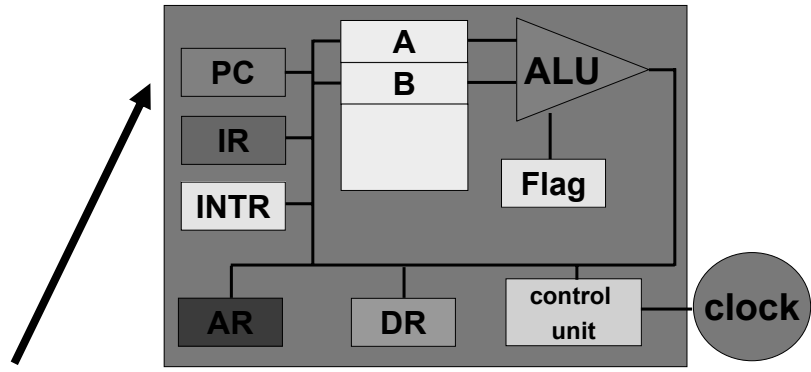 A
B
ALU
PC
IR
INTR
Flag
AR
DR
control
unit
clock